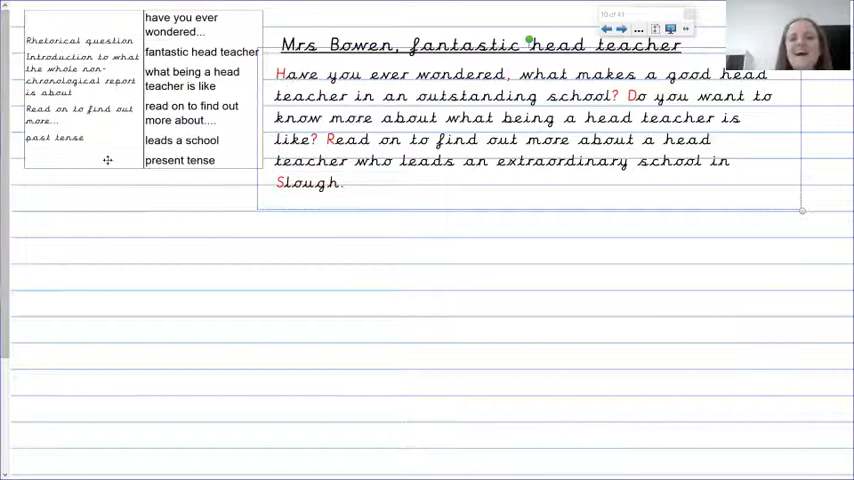 Rhetorical question
Introduction to what
the whole non-
chronological report
is about
Read on to find out
more...
past tense
have you ever
wondered...
fantastic head teacher
what being a head
teacher is like
read on to find out
more about....
leads a school
present tense
10 of 41
Mrs Bowen, fantastic head teacher
Have you ever wondered, what makes a good head
teacher in an outstanding school? Do you want to
know more about what being a head teacher is
like? Read on to find out more about a head
teacher who leads an extraordinary school in
Slough.